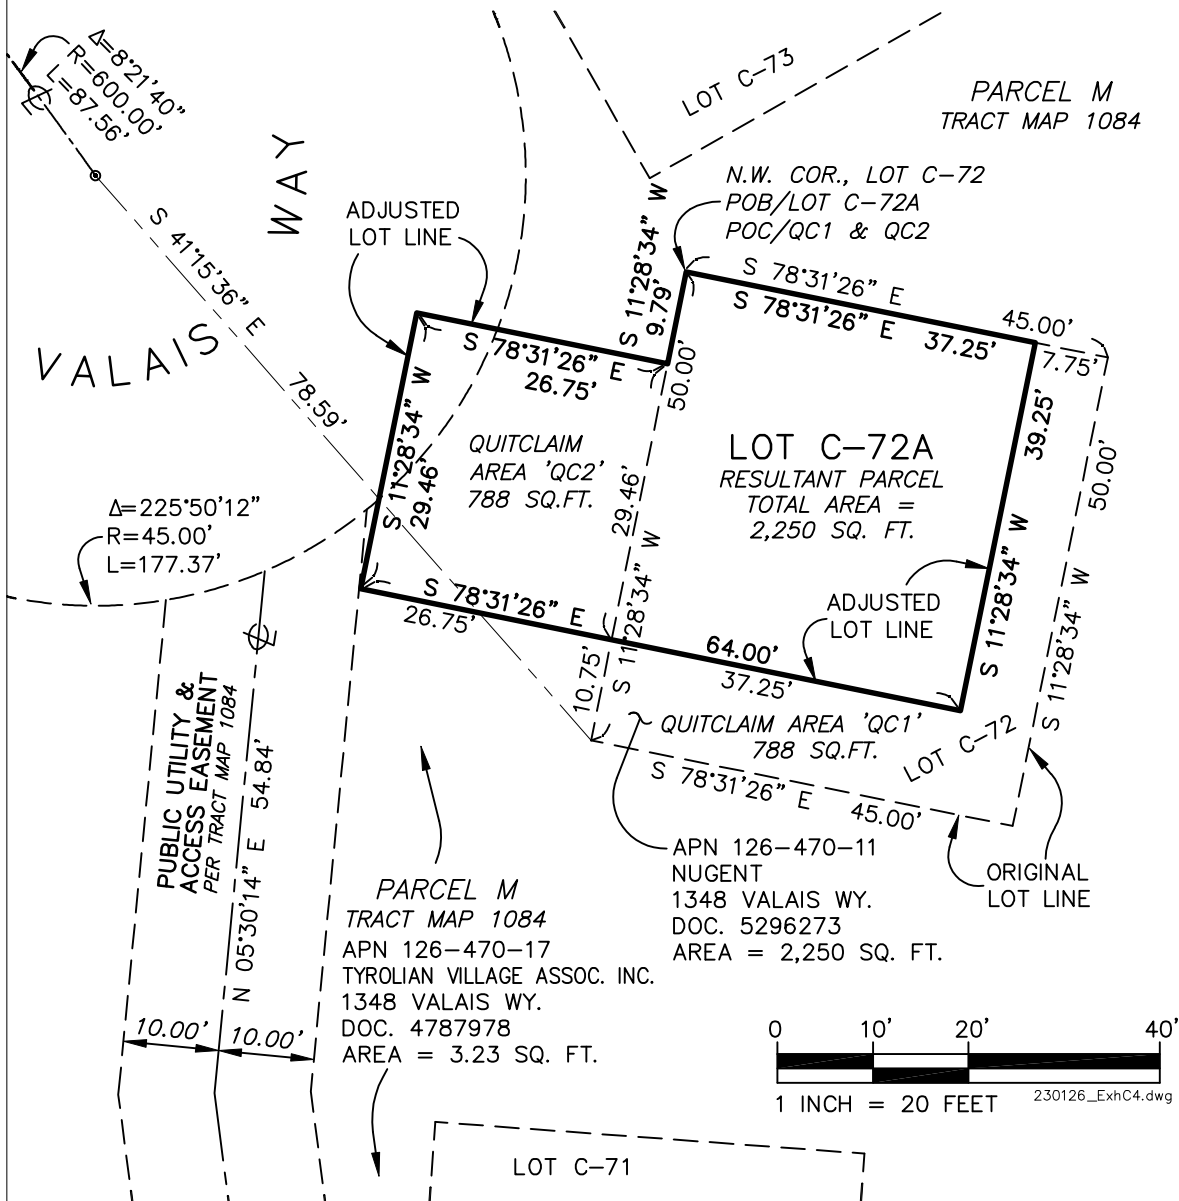 Δ=8°21'40"
R=600.00'
L=87.56'
WAY
VALAIS
S 41°15'36" E
78.59'
ADJUSTED
LOT LINE
LOT C-73
PARCEL M
TRACT MAP 1084
N.W. COR., LOT C-72
POB/LOT C-72A
POC/QC1 & QC2
S 11°28'34" W
9.79'
S 78°31'26" E
S 78°31'26" E
37.25'
45.00'
7.75'
S 78°31'26" E
26.75'
50.00'
39.25'
50.00'
S 11°28'34" W
29.46'
QUITCLAIM
AREA 'QC2'
788 SQ.FT.
29.46'
S 11°28'34" W
LOT C-72A
RESULTANT PARCEL
TOTAL AREA =
2,250 SQ. FT.
Δ=225°50'12"
R=45.00'
L=177.37'
S 78°31'26" E
26.75'
64.00'
37.25'
ADJUSTED
LOT LINE
S 11°28'34" W
S 11°28'34" W
10.75'
QUITCLAIM AREA 'QC1'
788 SQ.FT.
LOT C-72
S 78°31'26" E
45.00'
PUBLIC UTILITY &
ACCESS EASEMENT
PER TRACT MAP 1084
N 05°30'14" E 54.84'
10.00'
10.00'
PARCEL M
TRACT MAP 1084
APN 126-470-17
TYROLIAN VILLAGE ASSOC. INC.
1348 VALAIS WY.
DOC. 4787978
AREA = 3.23 SQ. FT.
APN 126-470-11
NUGENT
1348 VALAIS WY.
DOC. 5296273
AREA = 2,250 SQ. FT.
ORIGINAL
LOT LINE
0 10' 20' 40'
1 INCH = 20 FEET
230126_ExhC4.dwg
LOT C-71